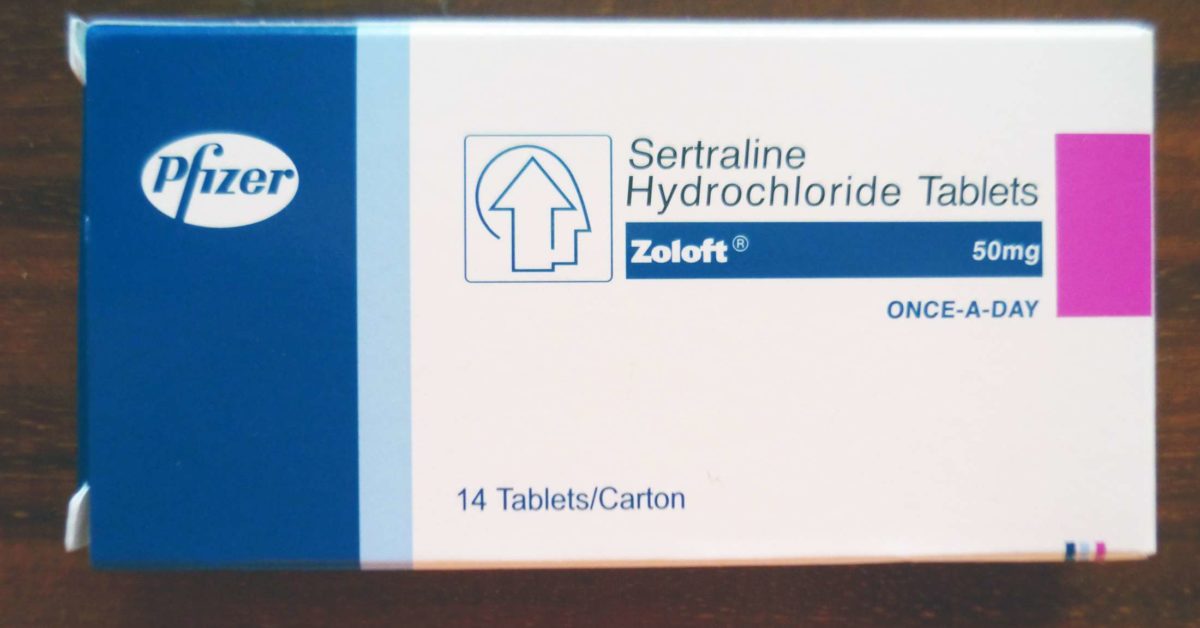 Pfizer
Sertraline
Hydrochloride Tablets
Zoloft® 50mg
ONCE-A-DAY
14 Tablets/Carton